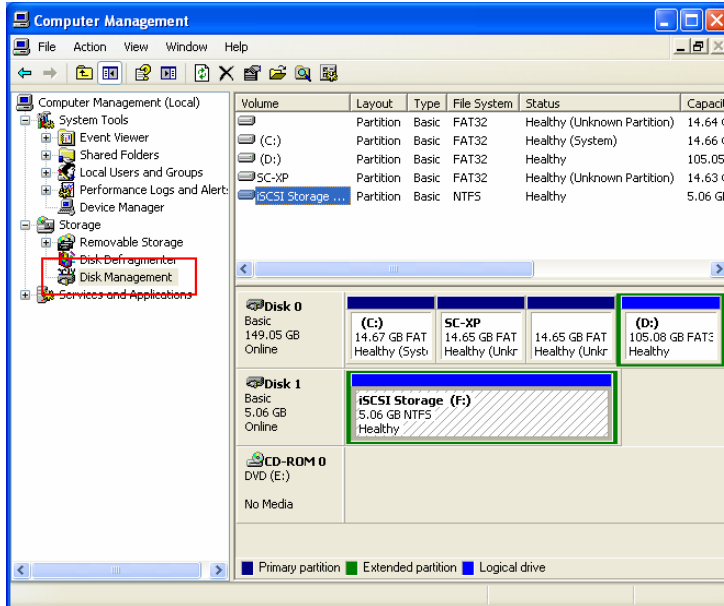 Computer Management
File Action View Window Help
Computer Management (Local)
System Tools
Event Viewer
Shared Folders
Local Users and Groups
Performance Logs and Alert
Device Manager
Storage
Removable Storage
Disk Defragmenter
Disk Management
Services and Applications
Volume Layout Type File System Status Capacit
Partition Basic FAT32 Healthy (Unknown Partition) 14.64
(C:) Partition Basic FAT32 Healthy (System) 14.66
(D:) Partition Basic FAT32 Healthy 105.05
SC-XP Partition Basic FAT32 Healthy (Unknown Partition) 14.63
iSCSI Storage ... Partition Basic NTFS Healthy 5.06 G
Disk 0
Basic
149.05 GB
Online
(C:)
14.67 GB FAT
Healthy (Syst
SC-XP
14.65 GB FAT
Healthy (Unkr
14.65 GB FAT
Healthy (Unkr
(D:)
105.08 GB FAT3
Healthy
Disk 1
Basic
5.06 GB
Online
iSCSI Storage (F:)
5.06 GB NTFS
Healthy
CD-ROM 0
DVD (E:)
No Media
Primary partition Extended partition Logical drive